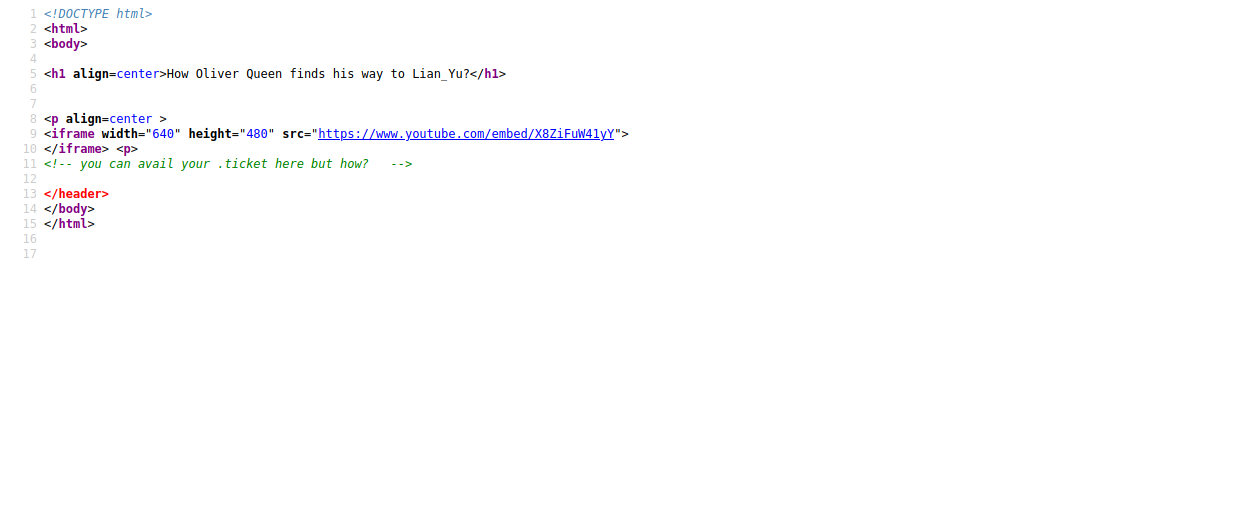 1 <!DOCTYPE html>
2 <html>
3 <body>
4
5 <h1 align=center>How Oliver Queen finds his way to Lian_Yu?</h1>
6
7
8 <p align=center >
9 <iframe width="640" height="480" src="https://www.youtube.com/embed/X8ZiFuW41yY">
10 </iframe> <p>
11 <!-- you can avail your .ticket here but how?   -->
12
13 </header>
14 </body>
15 </html>
16
17